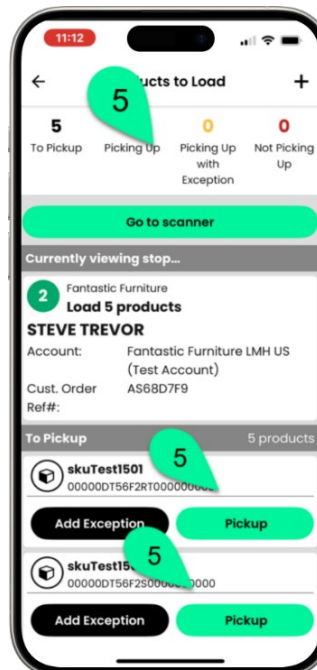 11:12
5
ucts to Load
5
0
0
To Pickup
Picking Up
Picking Up with Exception
Not Picking Up
Go to scanner
Currently viewing stop...
2
Fantastic Furniture
Load 5 products
STEVE TREVOR
Account: Fantastic Furniture LMH US
(Test Account)
Cust. Order AS68D7F9
Ref#:
To Pickup 5 products
5
skuTest1501
00000DT56F2RT000000000
Add Exception
Pickup
5
00000DT56F2S0000
0000
Add Exception
Pickup